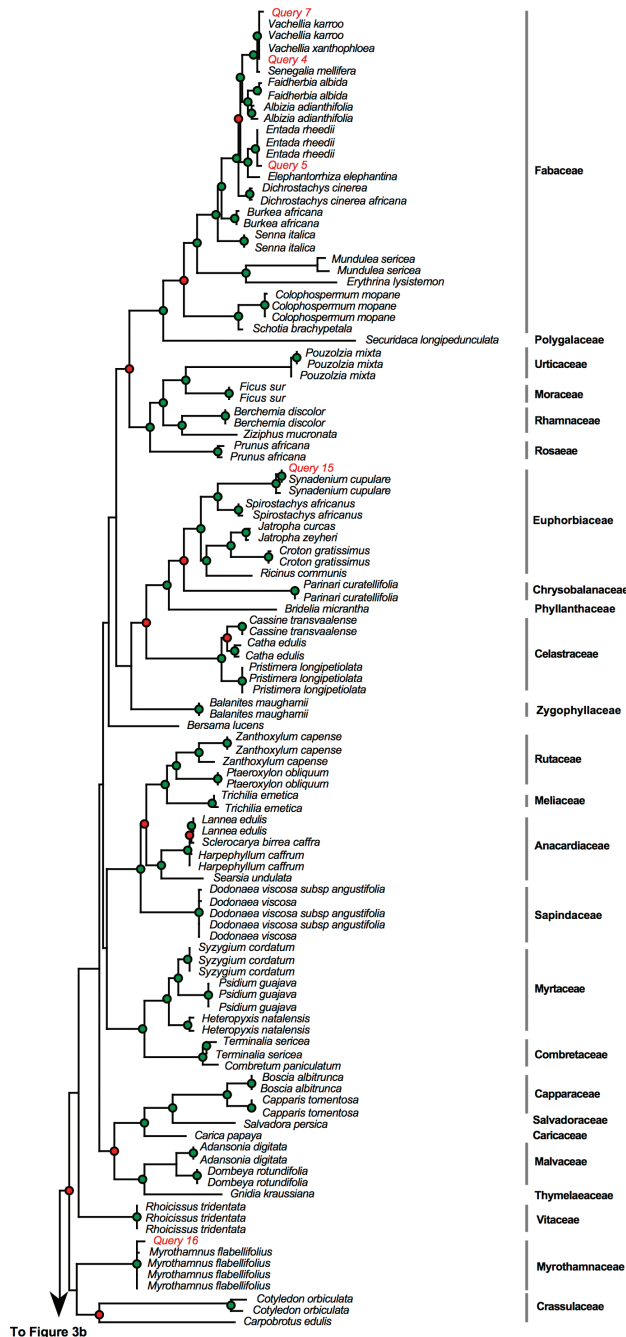 Query 7
Vachellia karroo
Vachellia karroo
Vachellia xanthophloea
Query 4
Senegalia mellifera
Faidherbia albida
Faidherbia albida
Albizia adianthifolia
Albizia adianthifolia
Entada rheedii
Entada rheedii
Entada rheedii
Query 5
Elephantorrhiza elephantina
Dichrostachys cinerea
Dichrostachys cinerea africana
Burkea africana
Burkea africana
Senna italica
Senna italica
Mundulea sericea
Mundulea sericea
Erythrina lysistemon
Colophospermum mopane
Colophospermum mopane
Colophospermum mopane
Schotia brachypetala
Fabaceae
Securidaca longipedunculata
Polygalaceae
Pouzolzia mixta
Pouzolzia mixta
Pouzolzia mixta
Urticaceae
Ficus sur
Ficus sur
Moraceae
Berchemia discolor
Berchemia discolor
Ziziphus mucronata
Rhamnaceae
Prunus africana
Prunus africana
Rosaeae
Query 15
Synadenium cupulare
Synadenium cupulare
Spirostachys africanus
Spirostachys africanus
Jatropha curcas
Jatropha zeyheri
Croton gratissimus
Croton gratissimus
Ricinus communis
Euphorbiaceae
Parinari curatellifolia
Parinari curatellifolia
Chrysobalanaceae
Bridelia micrantha
Phyllanthaceae
Cassine transvaalense
Cassine transvaalense
Catha edulis
Catha edulis
Pristimera longipetiolata
Pristimera longipetiolata
Pristimera longipetiolata
Celastraceae
Balanites maughamii
Balanites maughamii
Zygophyllaceae
Bersama lucens
Zanthoxylum capense
Zanthoxylum capense
Zanthoxylum capense
Ptaeroxylon obliquum
Ptaeroxylon obliquum
Rutaceae
Trichilia emetica
Trichilia emetica
Meliaceae
Lannea edulis
Lannea edulis
Sclerocarya birrea caffra
Harpephyllum caffrum
Harpephyllum caffrum
Searsia undulata
Anacardiaceae
Dodonaea viscosa subsp angustifolia
Dodonaea viscosa
Dodonaea viscosa subsp angustifolia
Dodonaea viscosa subsp angustifolia
Dodonaea viscosa
Sapindaceae
Syzygium cordatum
Syzygium cordatum
Syzygium cordatum
Psidium guajava
Psidium guajava
Psidium guajava
Heteropyxis natalensis
Heteropyxis natalensis
Myrtaceae
Terminalia sericea
Terminalia sericea
Combretum paniculatum
Combretaceae
Boscia albitrunca
Boscia albitrunca
Capparis tomentosa
Capparis tomentosa
Capparaceae
Salvadora persica
Salvadoraceae
Carica papaya
Caricaceae
Adansonia digitata
Adansonia digitata
Dombeya rotundifolia
Dombeya rotundifolia
Malvaceae
Gnidia kraussiana
Thymelaeaceae
Rhoicissus tridentata
Rhoicissus tridentata
Rhoicissus tridentata
Vitaceae
Query 16
Myrothamnus flabellifolius
Myrothamnus flabellifolius
Myrothamnus flabellifolius
Myrothamnus flabellifolius
Myrothamnaceae
Cotyledon orbiculata
Cotyledon orbiculata
Carpobrotus edulis
Crassulaceae
To Figure 3b